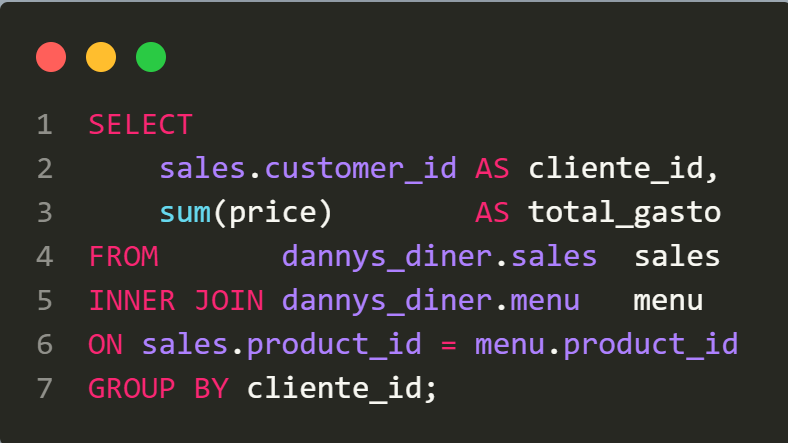 1 SELECT
2     sales.customer_id AS cliente_id,
3     sum(price)        AS total_gasto
4 FROM       dannys_diner.sales  sales
5 INNER JOIN dannys_diner.menu   menu
6 ON sales.product_id = menu.product_id
7 GROUP BY cliente_id;